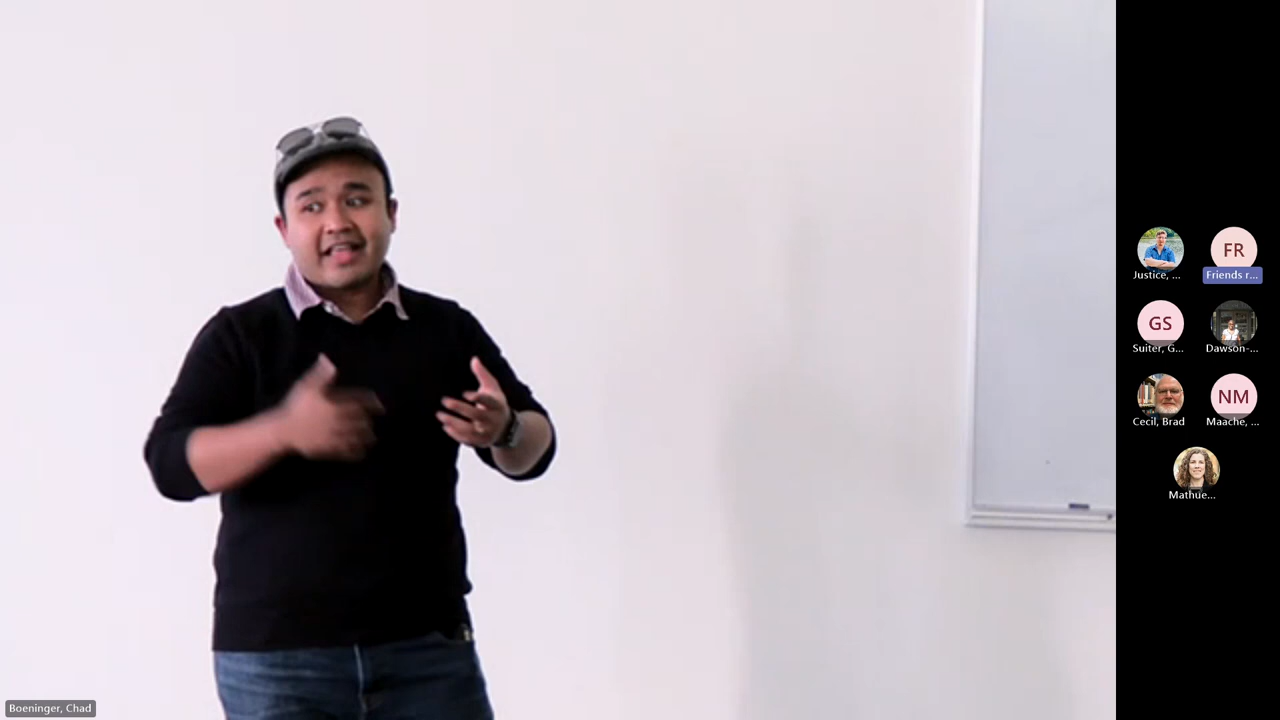 FR
Justice, ...
Friends r...
GS
Suiter, G...
Dawson-...
NM
Cecil, Brad
Maache, ...
Mathue...
Boeninger, Chad